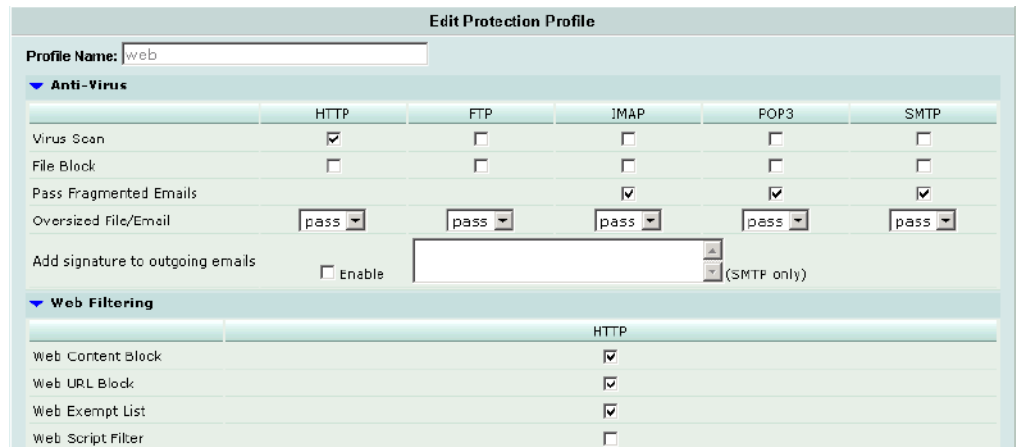 Edit Protection Profile
Profile Name: web
Anti-Virus
HTTP FTP IMAP POP3 SMTP
Virus Scan
File Block
Pass Fragmented Emails
Oversized File/Email pass pass pass pass pass
Add signature to outgoing emails Enable (SMTP only)
Web Filtering
HTTP
Web Content Block
Web URL Block
Web Exempt List
Web Script Filter